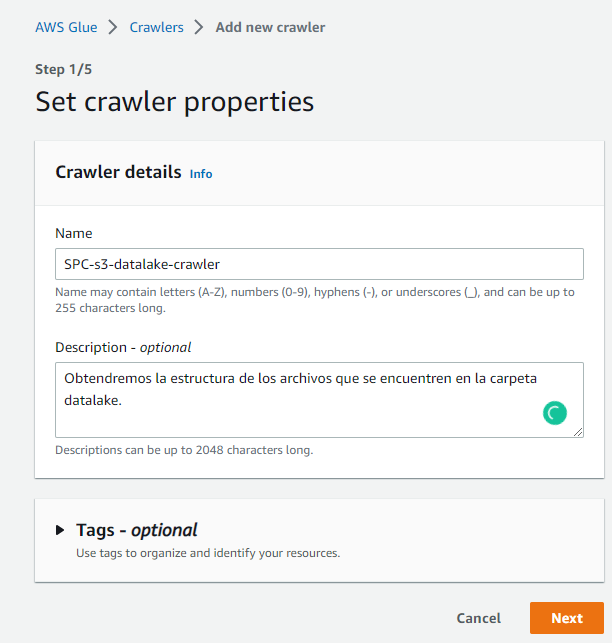 AWS Glue > Crawlers > Add new crawler
Step 1/5
Set crawler properties
Crawler details Info
Name
SPC-s3-datalake-crawler
Name may contain letters (A-Z), numbers (0-9), hyphens (-), or underscores (_), and can be up to
255 characters long.
Description - optional
Obtendremos la estructura de los archivos que se encuentren en la carpeta
datalake.
Descriptions can be up to 2048 characters long.
Tags - optional
Use tags to organize and identify your resources.
Cancel Next